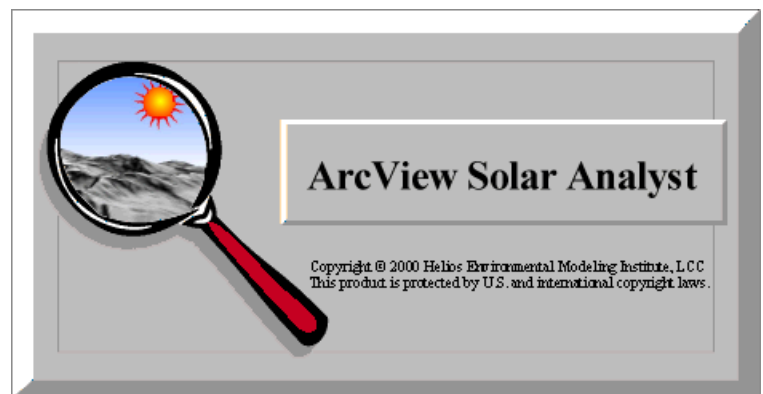 ArcView Solar Analyst
Copyright © 2000 Helios Environmental Modeling Institute, LCC
This product is protected by U.S. and international copyright laws.